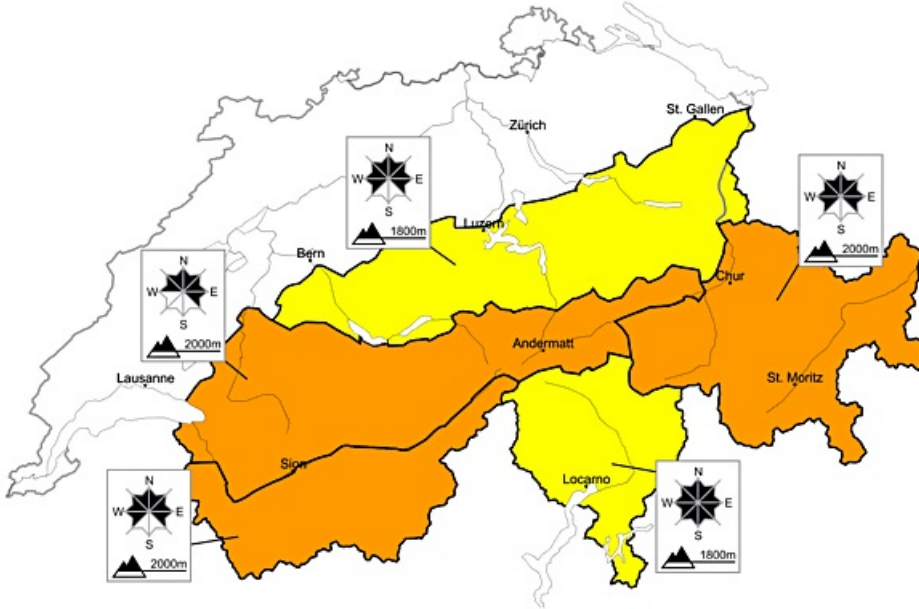 St. Gallen
Zürich
N
W E
S
1800m
N
W E
S
2000m
Luzern
Bern
N
W E
S
2000m
Chur
Andermatt
Lausanne
St. Moritz
Sion
N
W E
S
2000m
Locarno
N
W E
S
1800m